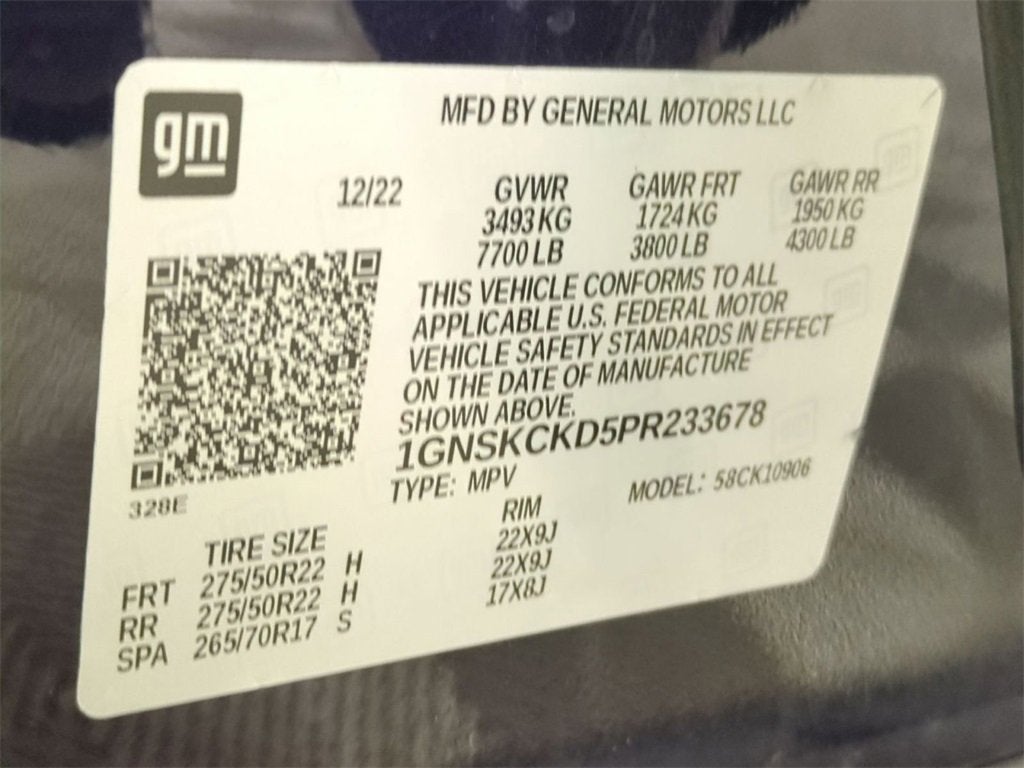 gm
MFD BY GENERAL MOTORS LLC
12/22 GVWR GAWR FRT GAWR RR
3493 KG 1724 KG 1950 KG
7700 LB 3800 LB 4300 LB
THIS VEHICLE CONFORMS TO ALL
APPLICABLE U.S. FEDERAL MOTOR
VEHICLE SAFETY STANDARDS IN EFFECT
ON THE DATE OF MANUFACTURE
SHOWN ABOVE.
1GNSKCKD5PR233678
TYPE: MPV MODEL: 58CK10906
328E
TIRE SIZE RIM
FRT 275/50R22 H 22X9J
RR 275/50R22 H 22X9J
SPA 265/70R17 S 17X8J